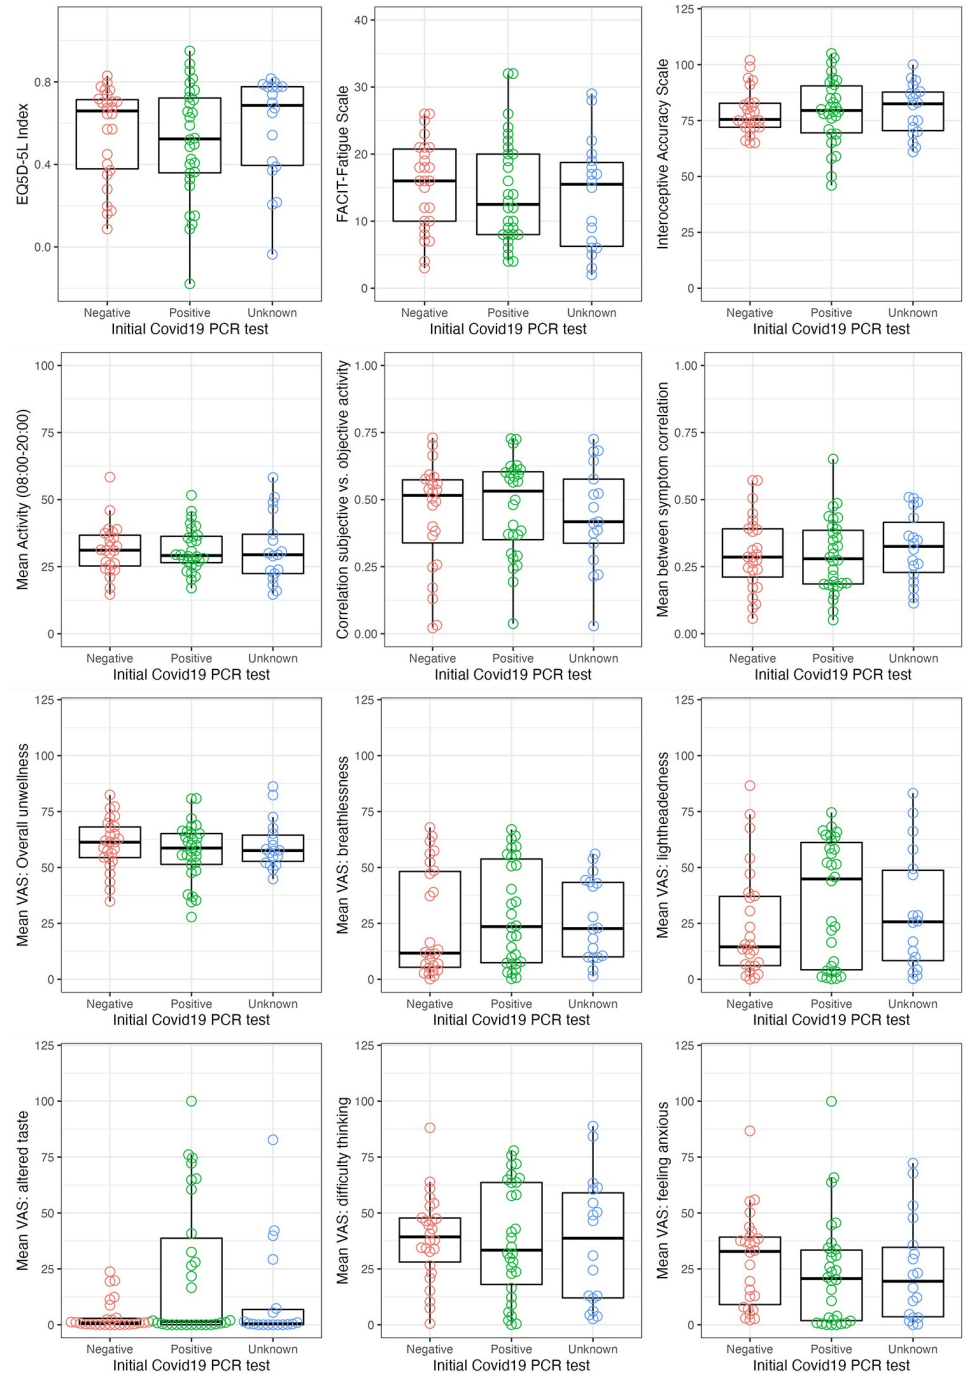 EQ5D-5L Index
0.8
0.4
0.0
Negative Positive Unknown
Initial Covid19 PCR test
FACIT-Fatigue Scale
40
30
20
10
0
Negative Positive Unknown
Initial Covid19 PCR test
Interoceptive Accuracy Scale
125
100
75
50
25
0
Negative Positive Unknown
Initial Covid19 PCR test
Mean Activity (08:00-20:00)
100
75
50
25
0
Negative Positive Unknown
Initial Covid19 PCR test
Correlation subjective vs. objective activity
1.00
0.75
0.50
0.25
0.00
Negative Positive Unknown
Initial Covid19 PCR test
Mean between symptom correlation
1.00
0.75
0.50
0.25
0.00
Negative Positive Unknown
Initial Covid19 PCR test
Mean VAS: Overall unwellness
125
100
75
50
25
0
Negative Positive Unknown
Initial Covid19 PCR test
Mean VAS: breathlessness
125
100
75
50
25
0
Negative Positive Unknown
Initial Covid19 PCR test
Mean VAS: lightheadedness
125
100
75
50
25
0
Negative Positive Unknown
Initial Covid19 PCR test
Mean VAS: altered taste
125
100
75
50
25
0
Negative Positive Unknown
Initial Covid19 PCR test
Mean VAS: difficulty thinking
125
100
75
50
25
0
Negative Positive Unknown
Initial Covid19 PCR test
Mean VAS: feeling anxious
125
100
75
50
25
0
Negative Positive Unknown
Initial Covid19 PCR test